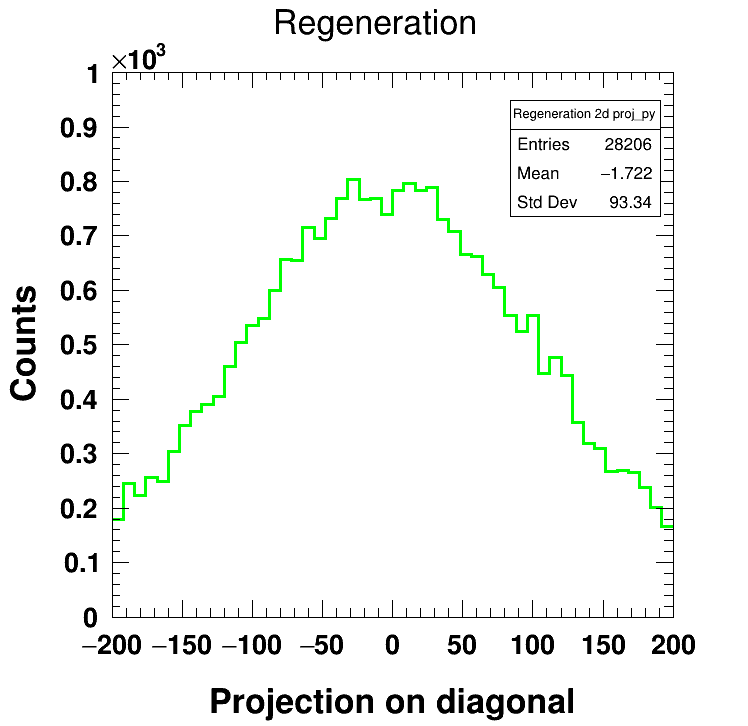 Regeneration
×10³
1
0.9
0.8
0.7
0.6
0.5
0.4
0.3
0.2
0.1
0
Counts
Regeneration 2d proj_py
Entries 28206
Mean −1.722
Std Dev 93.34
−200 −150 −100 −50 0 50 100 150 200
Projection on diagonal